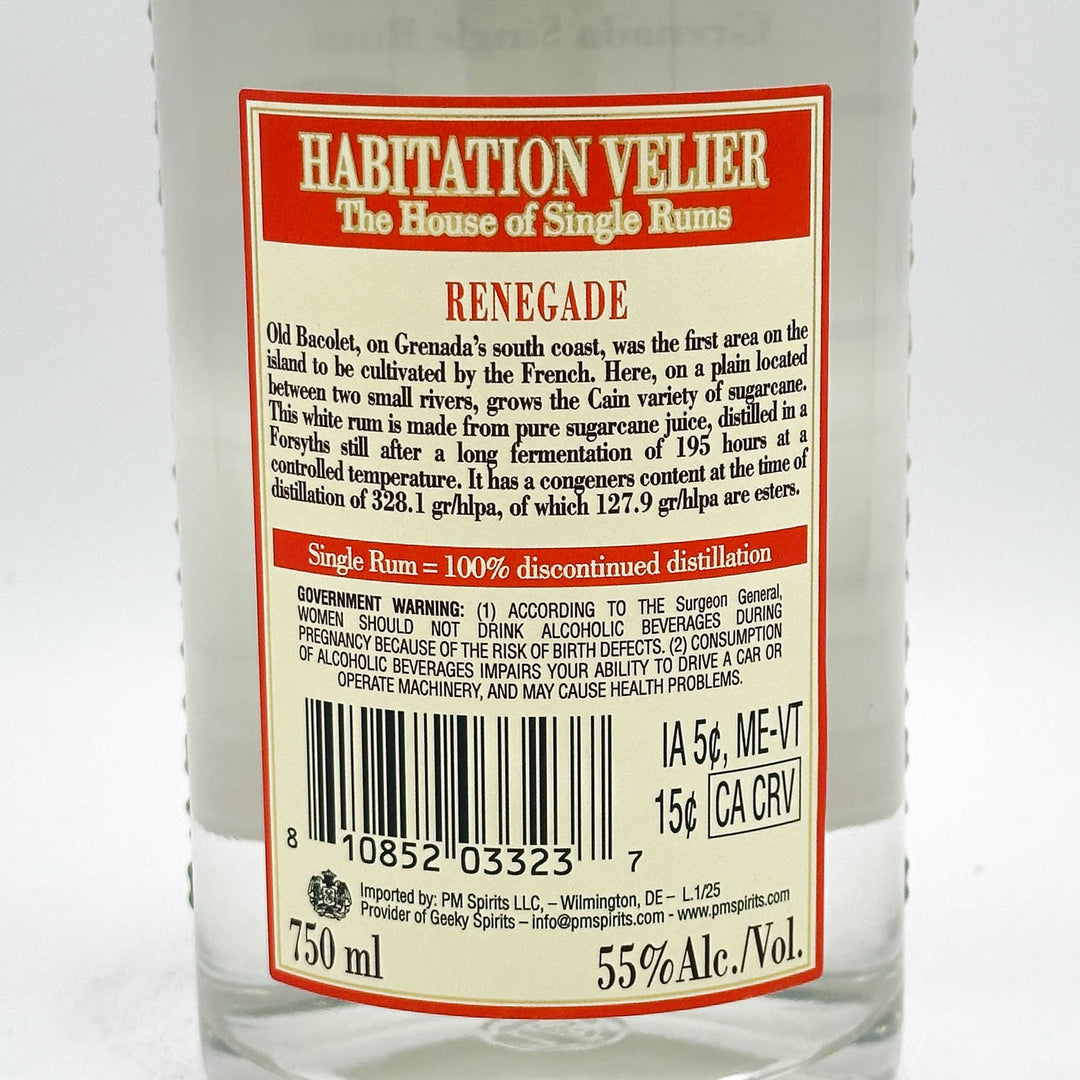 Grenada Single Rum
HABITATION VELIER
The House of Single Rums
RENEGADE
Old Bacolet, on Grenada's south coast, was the first area on the
island to be cultivated by the French. Here, on a plain located
between two small rivers, grows the Cain variety of sugarcane.
This white rum is made from pure sugarcane juice, distilled in a
Forsyths still after a long fermentation of 195 hours at a
controlled temperature. It has a congeners content at the time of
distillation of 328.1 gr/hlpa, of which 127.9 gr/hlpa are esters.
Single Rum = 100% discontinued distillation
GOVERNMENT WARNING: (1) ACCORDING TO THE Surgeon General,
WOMEN SHOULD NOT DRINK ALCOHOLIC BEVERAGES DURING
PREGNANCY BECAUSE OF THE RISK OF BIRTH DEFECTS. (2) CONSUMPTION
OF ALCOHOLIC BEVERAGES IMPAIRS YOUR ABILITY TO DRIVE A CAR OR
OPERATE MACHINERY, AND MAY CAUSE HEALTH PROBLEMS.
IA 5¢, ME-VT
15¢ CA CRV
8 10852 03323 7
Imported by: PM Spirits LLC, – Wilmington, DE – L.1/25
Provider of Geeky Spirits – info@pmspirits.com - www.pmspirits.com
750 ml
55% Alc./Vol.